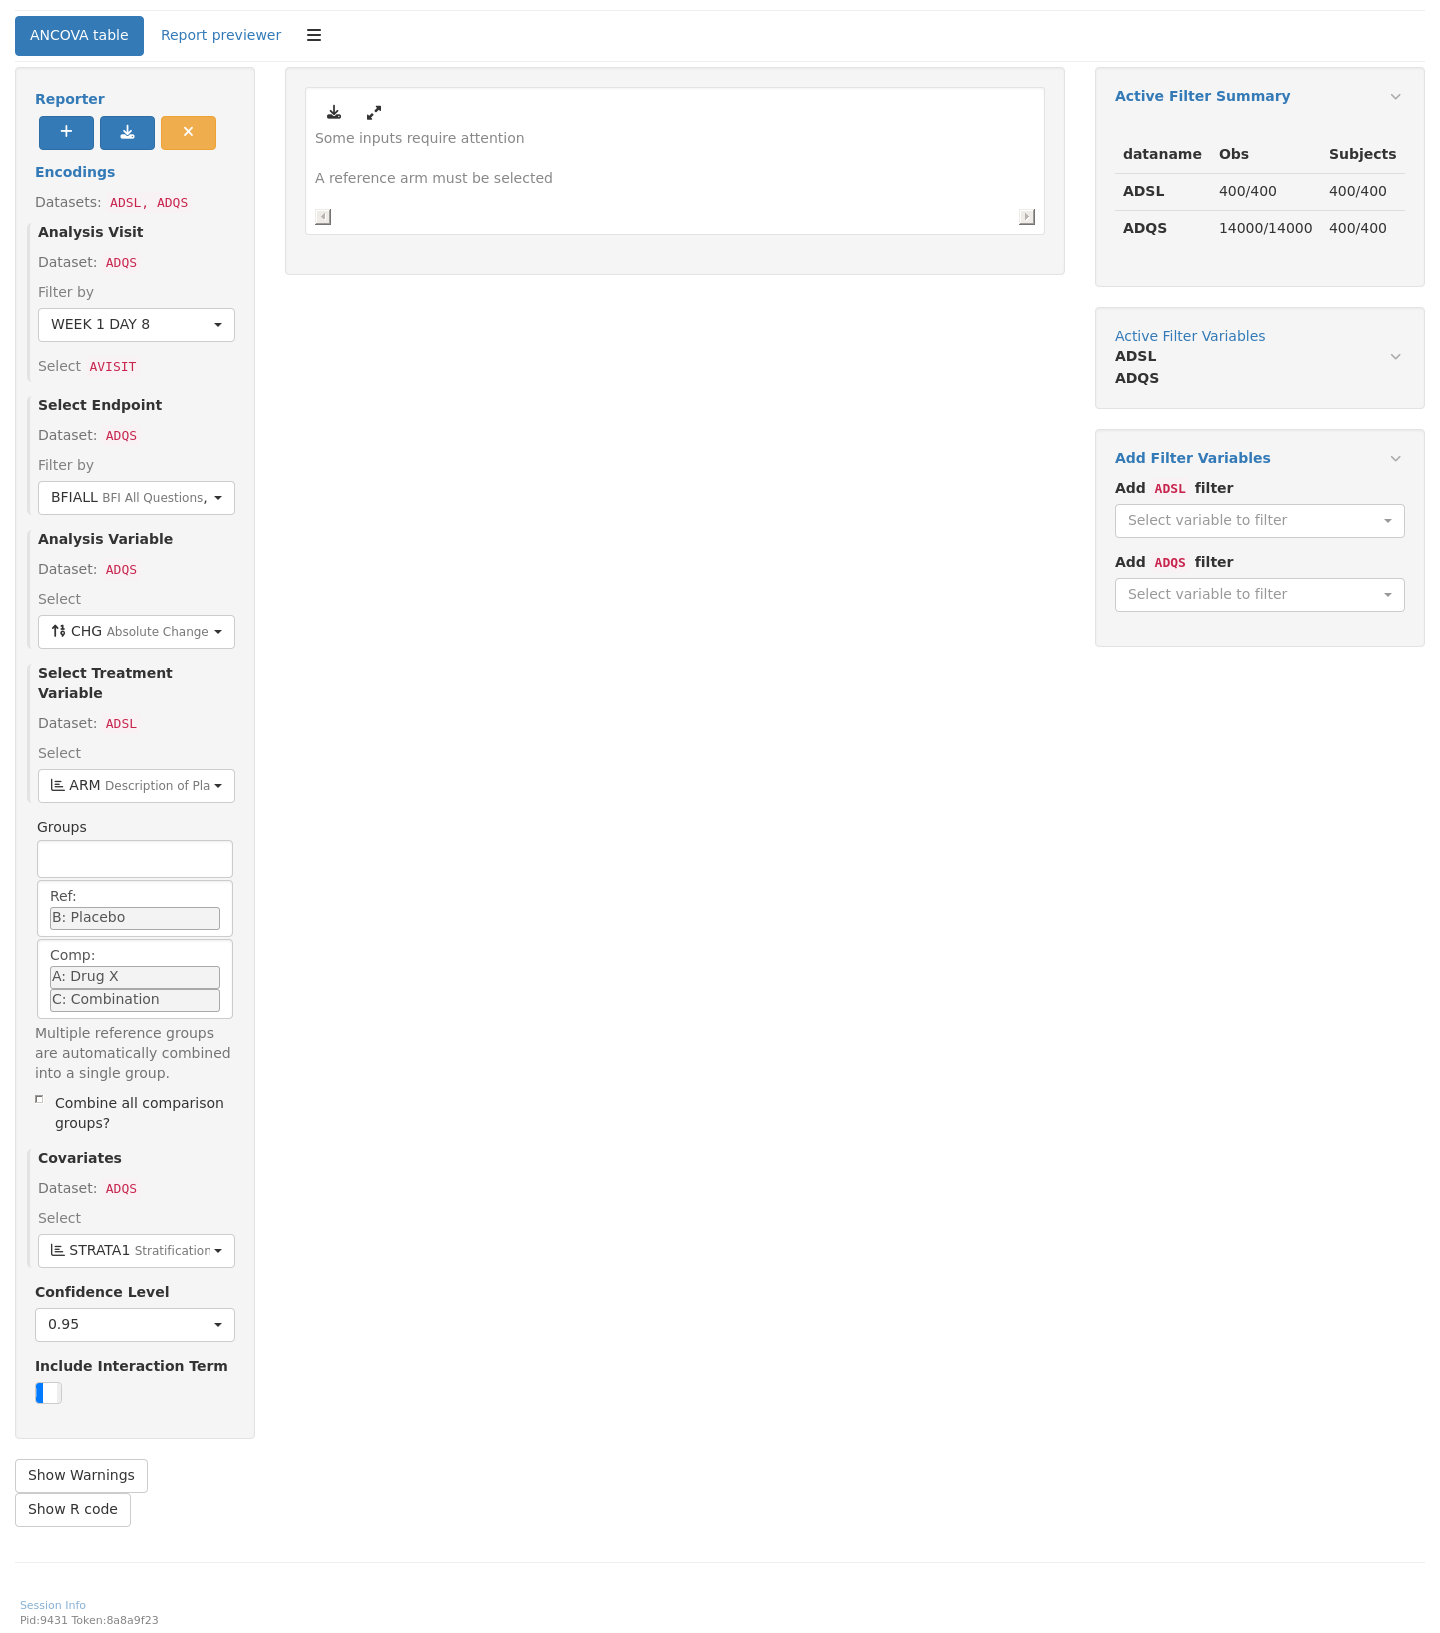 ANCOVA table
Report previewer
Reporter
Encodings
Datasets: ADSL, ADQS
Analysis Visit
Dataset: ADQS
Filter by
WEEK 1 DAY 8
Select AVISIT
Select Endpoint
Dataset: ADQS
Filter by
BFIALL BFI All Questions,
Analysis Variable
Dataset: ADQS
Select
CHG Absolute Change
Select Treatment
Variable
Dataset: ADSL
Select
ARM Description of Pla
Groups
Ref:
B: Placebo
Comp:
A: Drug X
C: Combination
Multiple reference groups
are automatically combined
into a single group.
Combine all comparison
groups?
Covariates
Dataset: ADQS
Select
STRATA1 Stratification
Confidence Level
0.95
Include Interaction Term
Show Warnings
Show R code
Some inputs require attention
A reference arm must be selected
Active Filter Summary
dataname Obs Subjects
ADSL 400/400 400/400
ADQS 14000/14000 400/400
Active Filter Variables
ADSL
ADQS
Add Filter Variables
Add ADSL filter
Select variable to filter
Add ADQS filter
Select variable to filter
Session Info
Pid:9431 Token:8a8a9f23